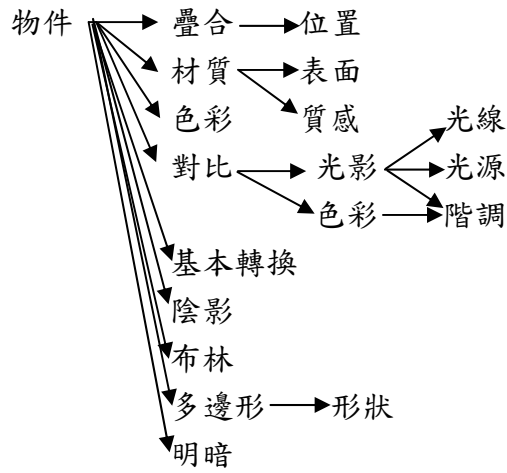 物件 疊合 位置
材質 表面
色彩 質感 光線
對比 光影 光源
色彩 階調
基本轉換
陰影
布林
多邊形 形狀
明暗